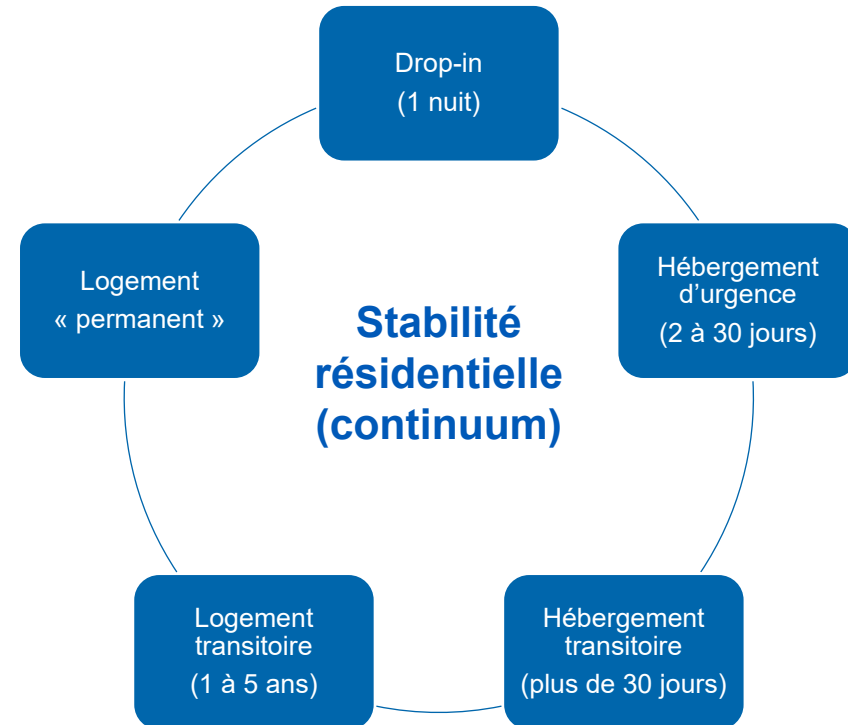 Drop-in
(1 nuit)
Hébergement
d’urgence
(2 à 30 jours)
Hébergement
transitoire
(plus de 30 jours)
Logement
transitoire
(1 à 5 ans)
Logement
« permanent »
Stabilité
résidentielle
(continuum)